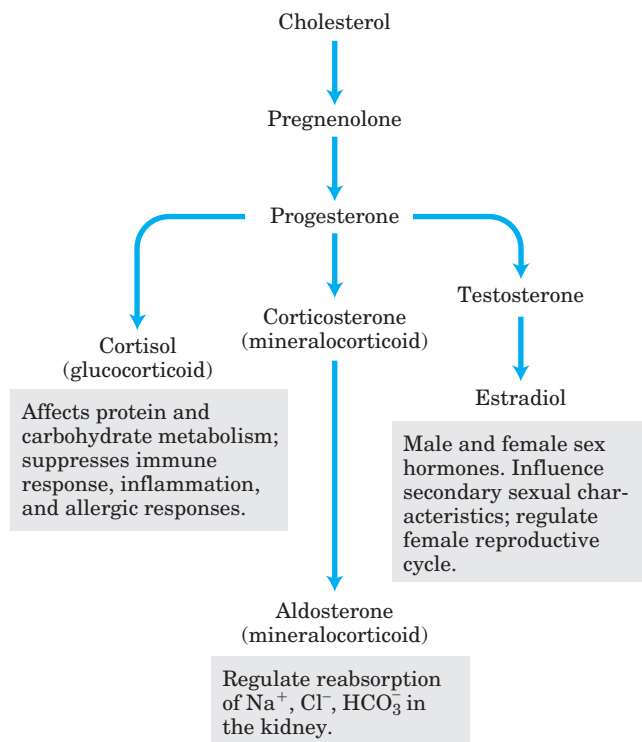 Cholesterol
Pregnenolone
Progesterone
Cortisol
(glucocorticoid)
Affects protein and
carbohydrate metabolism;
suppresses immune
response, inflammation,
and allergic responses.
Corticosterone
(mineralocorticoid)
Testosterone
Estradiol
Male and female sex
hormones. Influence
secondary sexual char-
acteristics; regulate
female reproductive
cycle.
Aldosterone
(mineralocorticoid)
Regulate reabsorption
of Na⁺, Cl⁻, HCO₃⁻ in
the kidney.